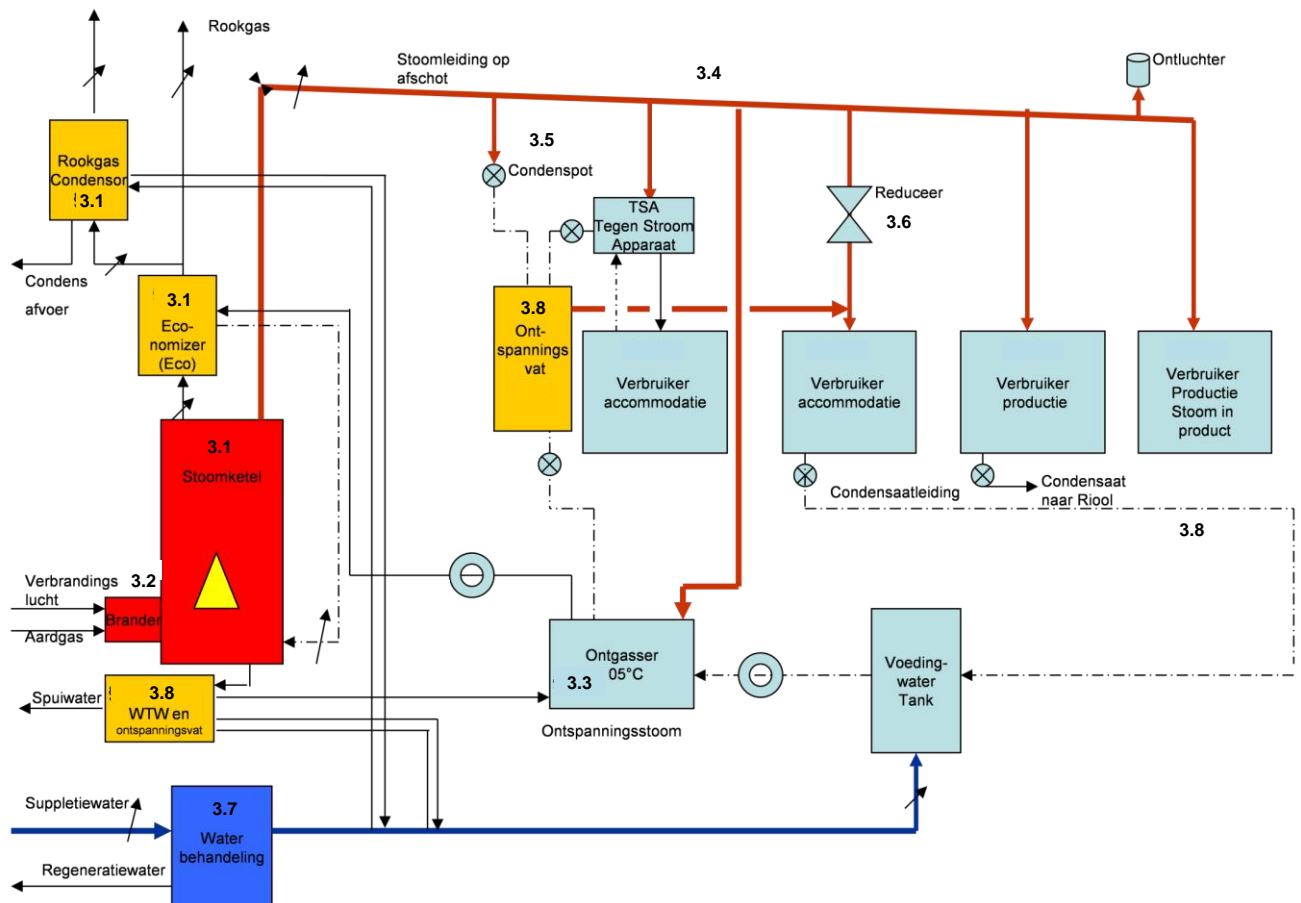 Rookgas
Stoomleiding op
afschot
3.4
Ontluchter
Rookgas
Condensor
3.1
3.5
Condenspot
TSA
Tegen Stroom
Apparaat
Reduceer
3.6
Condens
afvoer
3.1
Eco-
nomizer
(Eco)
3.8
Ont-
spannings
vat
Verbruiker
accommodatie
Verbruiker
accommodatie
Verbruiker
productie
Verbruiker
Productie
Stoom in
product
3.1
Stoomketel
Condensaatleiding
Condensaat
naar Riool
3.8
Verbrandings
lucht
3.2
Brander
Aardgas
Ontgasser
05°C
3.3
Ontspanningsstoom
Voeding-
water
Tank
Spuiwater
3.8
WTW en
ontspanningsvat
Suppletiewater
3.7
Water
behandeling
Regeneratiewater